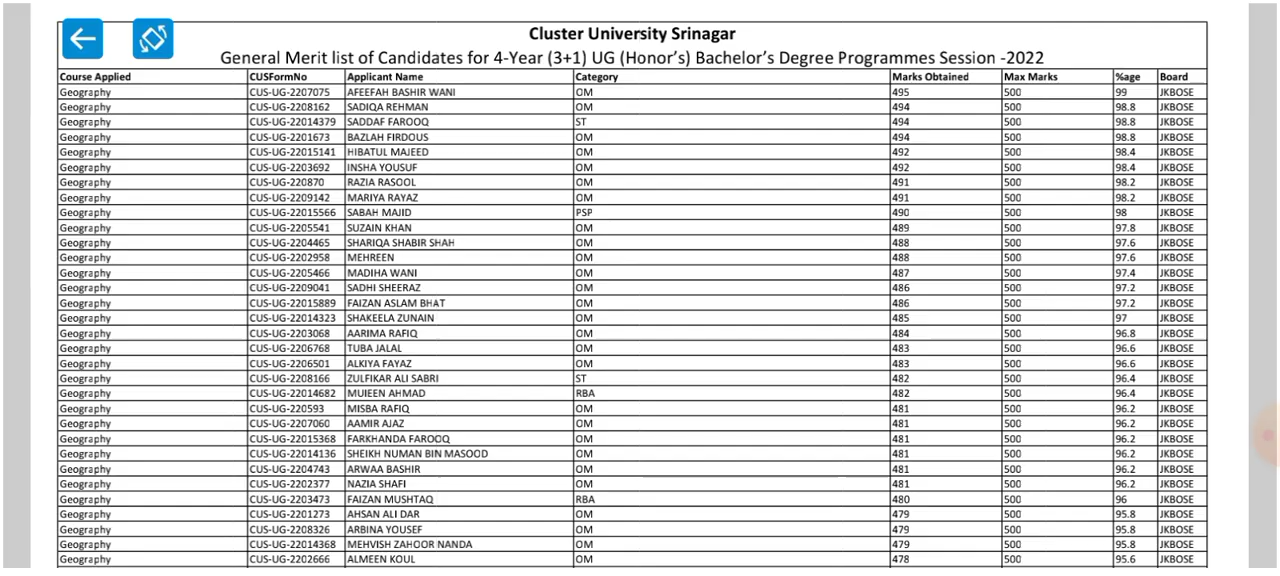 Cluster University Srinagar
General Merit list of Candidates for 4-Year (3+1) UG (Honor's) Bachelor's Degree Programmes Session -2022
Course Applied CUSFormNo Applicant Name Category Marks Obtained Max Marks %age Board
Geography CUS-UG-2207075 AFEEFAH BASHIR WANI OM 495 500 99 JKBOSE
Geography CUS-UG-2208162 SADIQA REHMAN OM 494 500 98.8 JKBOSE
Geography CUS-UG-22014379 SADDAF FAROOQ ST 494 500 98.8 JKBOSE
Geography CUS-UG-2201673 BAZLAH FIRDOUS OM 494 500 98.8 JKBOSE
Geography CUS-UG-22015141 HIBATUL MAJEED OM 492 500 98.4 JKBOSE
Geography CUS-UG-2203692 INSHA YOUSUF OM 492 500 98.4 JKBOSE
Geography CUS-UG-220870 RAZIA RASOOL OM 491 500 98.2 JKBOSE
Geography CUS-UG-2209142 MARIYA RAYAZ OM 491 500 98.2 JKBOSE
Geography CUS-UG-22015566 SABAH MAJID PSP 490 500 98 JKBOSE
Geography CUS-UG-2205541 SUZAIN KHAN OM 489 500 97.8 JKBOSE
Geography CUS-UG-2204465 SHARIQA SHABIR SHAH OM 488 500 97.6 JKBOSE
Geography CUS-UG-2202958 MEHREEN OM 488 500 97.6 JKBOSE
Geography CUS-UG-2205466 MADIHA WANI OM 487 500 97.4 JKBOSE
Geography CUS-UG-2209041 SADHI SHEERAZ OM 486 500 97.2 JKBOSE
Geography CUS-UG-22015889 FAIZAN ASLAM BHAT OM 486 500 97.2 JKBOSE
Geography CUS-UG-22014323 SHAKEELA ZUNAIN OM 485 500 97 JKBOSE
Geography CUS-UG-2203068 AARIMA RAFIQ OM 484 500 96.8 JKBOSE
Geography CUS-UG-2206768 TUBA JALAL OM 483 500 96.6 JKBOSE
Geography CUS-UG-2206501 ALKIYA FAYAZ OM 483 500 96.6 JKBOSE
Geography CUS-UG-2208166 ZULFIKAR ALI SABRI ST 482 500 96.4 JKBOSE
Geography CUS-UG-22014682 MUIEEN AHMAD RBA 482 500 96.4 JKBOSE
Geography CUS-UG-220593 MISBA RAFIQ OM 481 500 96.2 JKBOSE
Geography CUS-UG-2207060 AAMIR AJAZ OM 481 500 96.2 JKBOSE
Geography CUS-UG-22015368 FARKHANDA FAROOQ OM 481 500 96.2 JKBOSE
Geography CUS-UG-22014136 SHEIKH NUMAN BIN MASOOD OM 481 500 96.2 JKBOSE
Geography CUS-UG-2204743 ARWAA BASHIR OM 481 500 96.2 JKBOSE
Geography CUS-UG-2202377 NAZIA SHAFI OM 481 500 96.2 JKBOSE
Geography CUS-UG-2203473 FAIZAN MUSHTAQ RBA 480 500 96 JKBOSE
Geography CUS-UG-2201273 AHSAN ALI DAR OM 479 500 95.8 JKBOSE
Geography CUS-UG-2208326 ARBINA YOUSEF OM 479 500 95.8 JKBOSE
Geography CUS-UG-22014368 MEHVISH ZAHOOR NANDA OM 479 500 95.8 JKBOSE
Geography CUS-UG-2202666 ALMEEN KOUL OM 478 500 95.6 JKBOSE